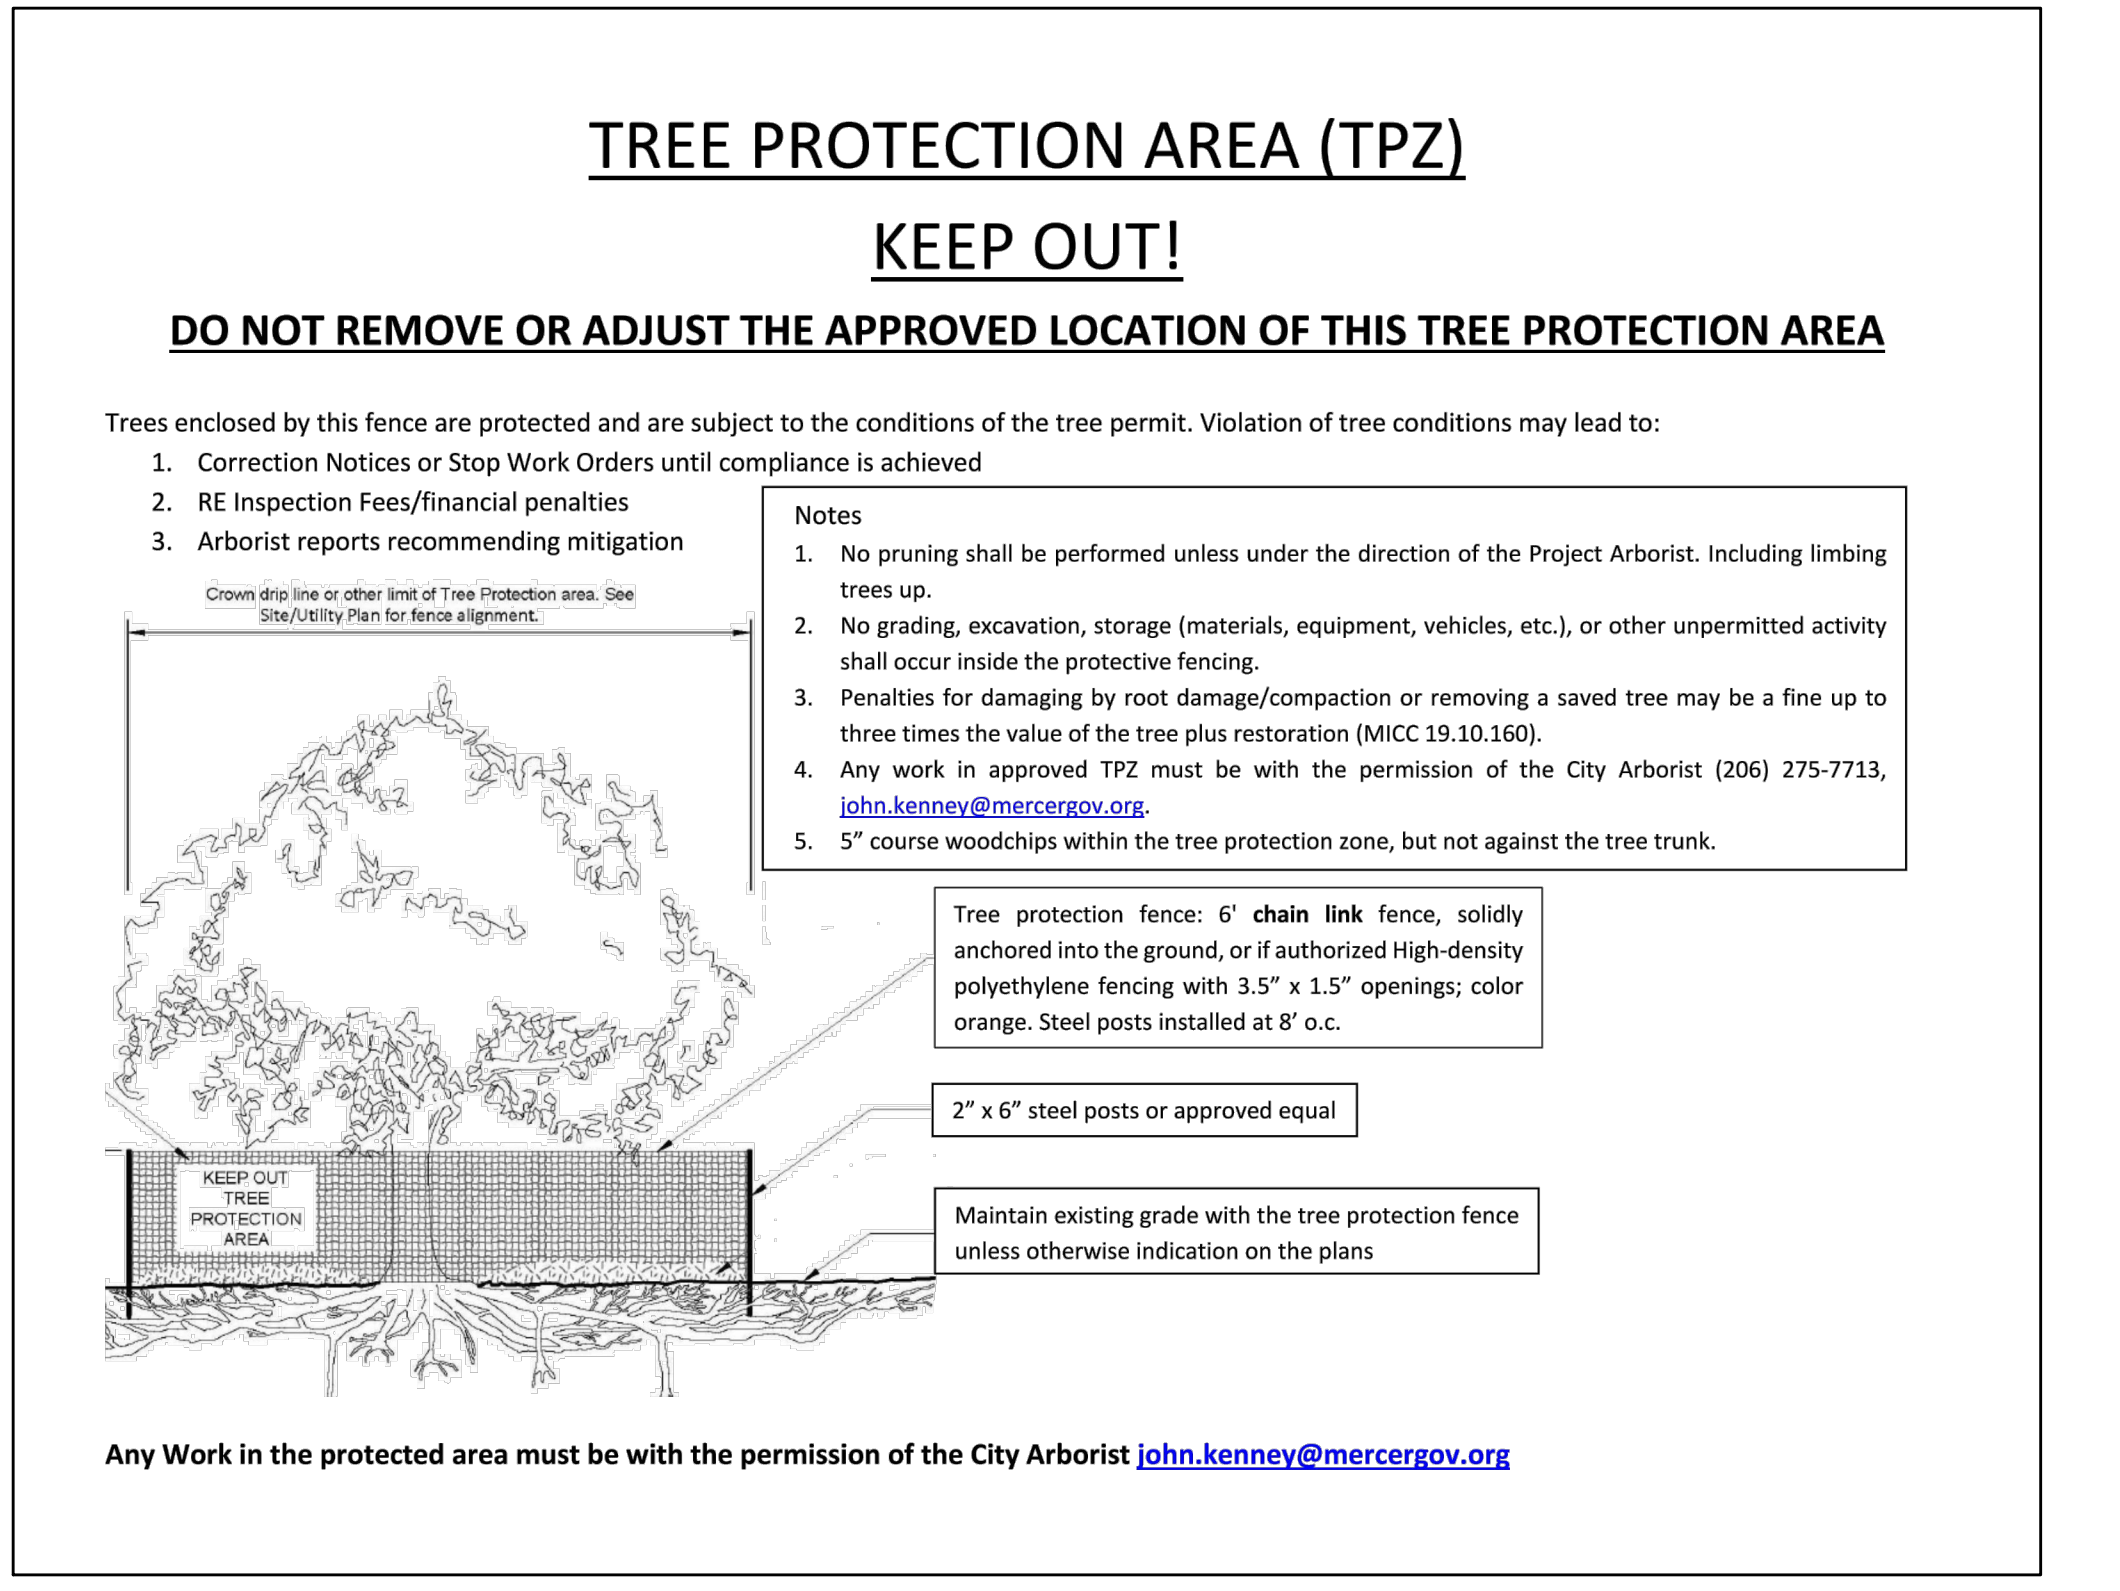 TREE PROTECTION AREA (TPZ)
KEEP OUT!
DO NOT REMOVE OR ADJUST THE APPROVED LOCATION OF THIS TREE PROTECTION AREA
Trees enclosed by this fence are protected and are subject to the conditions of the tree permit. Violation of tree conditions may lead to:
1. Correction Notices or Stop Work Orders until compliance is achieved
2. RE Inspection Fees/financial penalties
3. Arborist reports recommending mitigation
Notes
1. No pruning shall be performed unless under the direction of the Project Arborist. Including limbing
trees up.
2. No grading, excavation, storage (materials, equipment, vehicles, etc.), or other unpermitted activity
shall occur inside the protective fencing.
3. Penalties for damaging by root damage/compaction or removing a saved tree may be a fine up to
three times the value of the tree plus restoration (MICC 19.10.160).
4. Any work in approved TPZ must be with the permission of the City Arborist (206) 275-7713,
john.kenney@mercergov.org.
5. 5” course woodchips within the tree protection zone, but not against the tree trunk.
Crown drip line or other limit of Tree Protection area. See
Site/Utility Plan for fence alignment.
Tree protection fence: 6' chain link fence, solidly
anchored into the ground, or if authorized High-density
polyethylene fencing with 3.5” x 1.5” openings; color
orange. Steel posts installed at 8’ o.c.
2” x 6” steel posts or approved equal
KEEP OUT
TREE
PROTECTION
AREA
Maintain existing grade with the tree protection fence
unless otherwise indication on the plans
Any Work in the protected area must be with the permission of the City Arborist john.kenney@mercergov.org